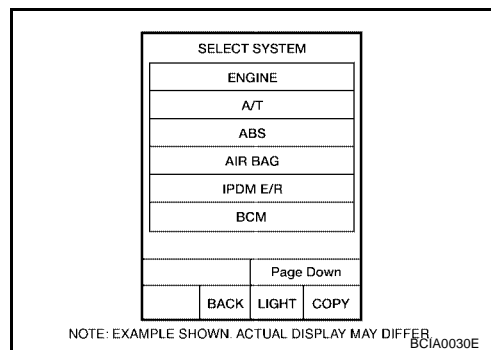 SELECT SYSTEM
ENGINE
A/T
ABS
AIR BAG
IPDM E/R
BCM
Page Down
BACK LIGHT COPY
NOTE: EXAMPLE SHOWN. ACTUAL DISPLAY MAY DIFFER.
BCIA0030E